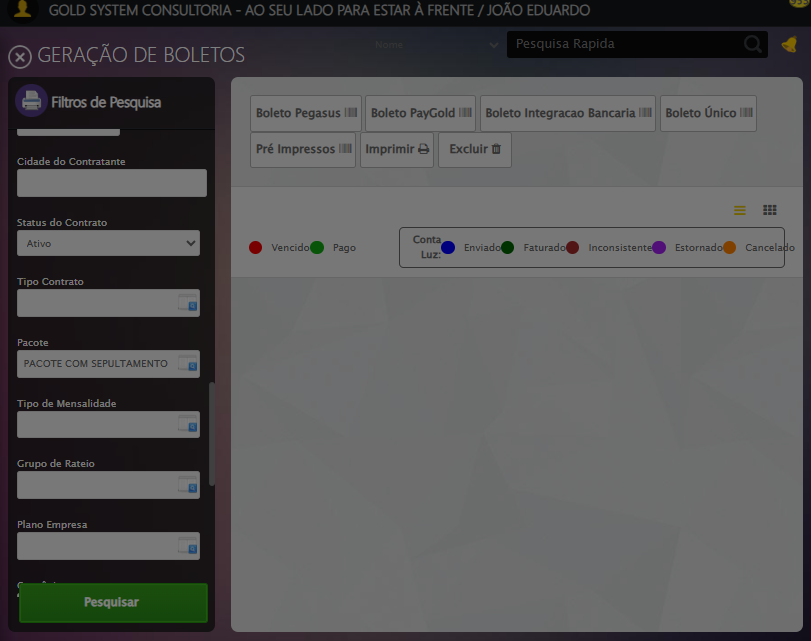 GOLD SYSTEM CONSULTORIA - AO SEU LADO PARA ESTAR À FRENTE / JOÃO EDUARDO
GERAÇÃO DE BOLETOS
Nome
Pesquisa Rapida
Filtros de Pesquisa
Cidade do Contratante
Status do Contrato
Ativo
Tipo Contrato
Pacote
PACOTE COM SEPULTAMENTO
Tipo de Mensalidade
Grupo de Rateio
Plano Empresa
Pesquisar
Boleto Pegasus
Boleto PayGold
Boleto Integracao Bancaria
Boleto Único
Pré Impressos
Imprimir
Excluir
Vencido
Pago
Conta Luz:
Enviado
Faturado
Inconsistente
Estornado
Cancelado